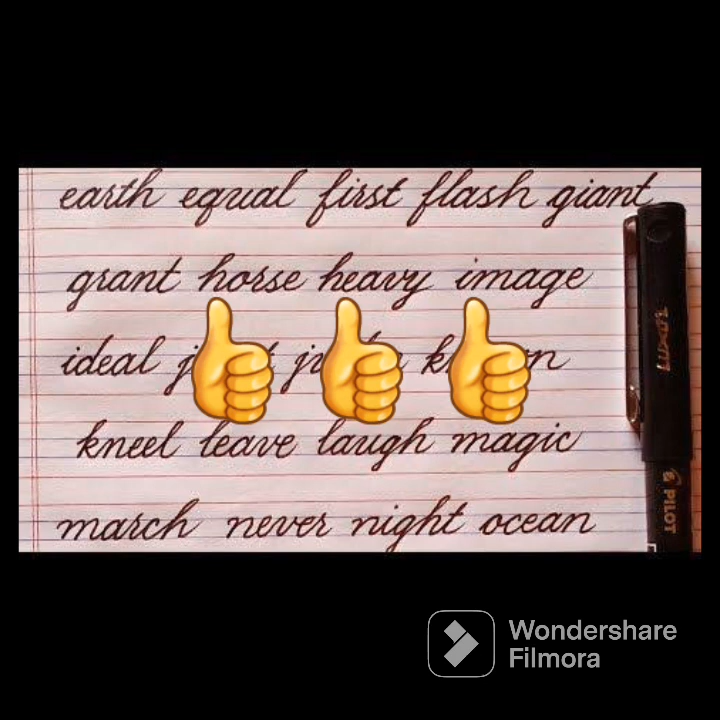 earth equal first flash giant
grant horse heavy image
ideal
kneel leave laugh magic
march never night ocean
LUXOR
PILOT
Wondershare
Filmora